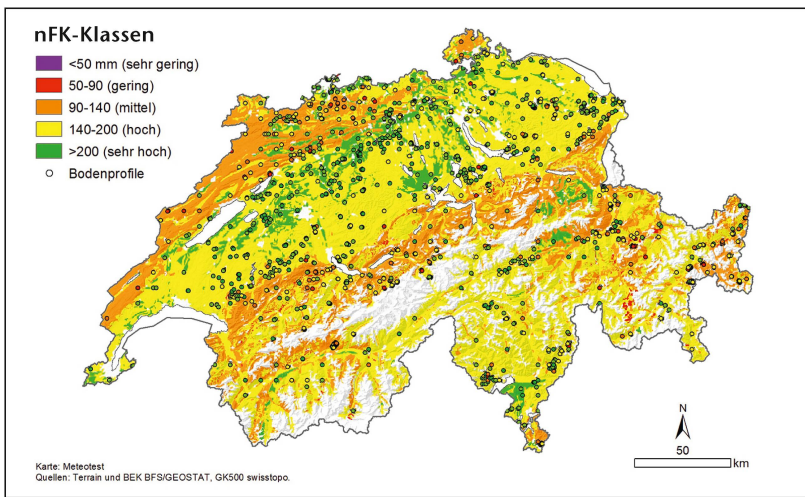 nFK-Klassen
<50 mm (sehr gering)
50-90 (gering)
90-140 (mittel)
140-200 (hoch)
>200 (sehr hoch)
Bodenprofile
N
50
km
Karte: Meteotest
Quellen: Terrain und BEK BFS/GEOSTAT, GK500 swisstopo.